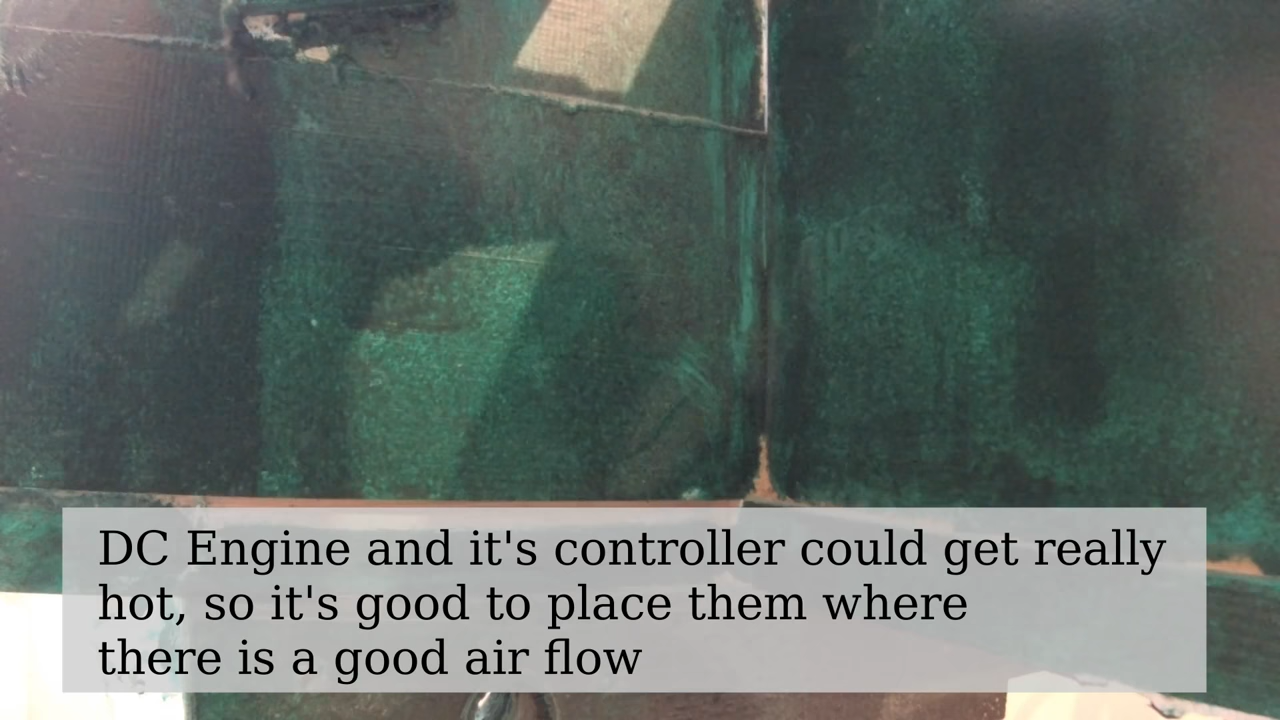 DC Engine and it's controller could get really
hot, so it's good to place them where
there is a good air flow